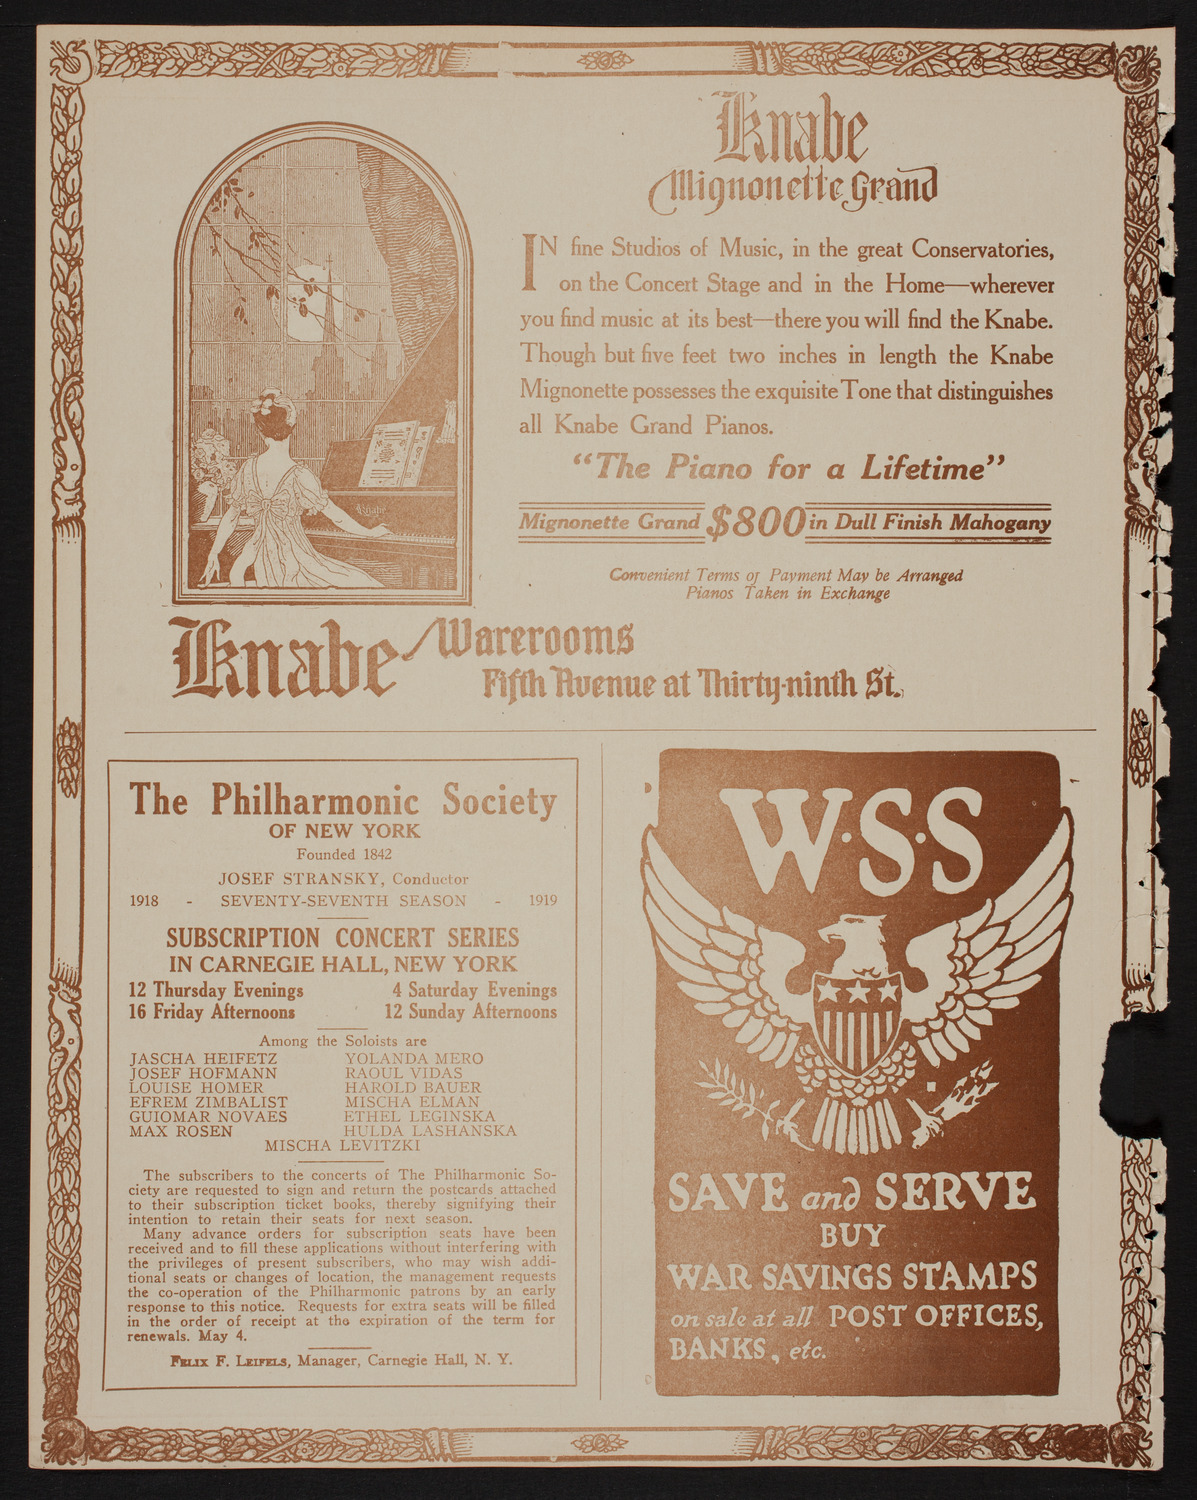 Knabe
Mignonette Grand
IN fine Studios of Music, in the great Conservatories,
on the Concert Stage and in the Home—wherever
you find music at its best—there you will find the Knabe.
Though but five feet two inches in length the Knabe
Mignonette possesses the exquisite Tone that distinguishes
all Knabe Grand Pianos.
“The Piano for a Lifetime”
Mignonette Grand $800 in Dull Finish Mahogany
Convenient Terms of Payment May be Arranged
Pianos Taken in Exchange
Knabe
Knabe Warerooms
Fifth Avenue at Thirty-ninth St.
The Philharmonic Society
OF NEW YORK
Founded 1842
JOSEF STRANSKY, Conductor
1918 - SEVENTY-SEVENTH SEASON - 1919
SUBSCRIPTION CONCERT SERIES
IN CARNEGIE HALL, NEW YORK
12 Thursday Evenings 4 Saturday Evenings
16 Friday Afternoons 12 Sunday Afternoons
Among the Soloists are
JASCHA HEIFETZ YOLANDA MERO
JOSEF HOFMANN RAOUL VIDAS
LOUISE HOMER HAROLD BAUER
EFREM ZIMBALIST MISCHA ELMAN
GUIOMAR NOVAES ETHEL LEGINSKA
MAX ROSEN HULDA LASHANSKA
MISCHA LEVITZKI
The subscribers to the concerts of The Philharmonic So-
ciety are requested to sign and return the postcards attached
to their subscription ticket books, thereby signifying their
intention to retain their seats for next season.
Many advance orders for subscription seats have been
received and to fill these applications without interfering with
the privileges of present subscribers, who may wish addi-
tional seats or changes of location, the management requests
the co-operation of the Philharmonic patrons by an early
response to this notice. Requests for extra seats will be filled
in the order of receipt at the expiration of the term for
renewals. May 4.
FELIX F. LEIFELS, Manager, Carnegie Hall, N. Y.
W·S·S
SAVE and SERVE
BUY
WAR SAVINGS STAMPS
on sale at all POST OFFICES,
BANKS, etc.